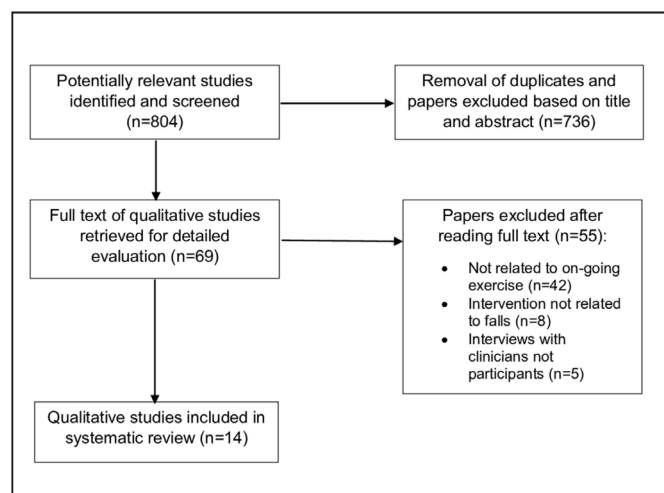 Potentially relevant studies
identified and screened
(n=804)
Removal of duplicates and
papers excluded based on title
and abstract (n=736)
Full text of qualitative studies
retrieved for detailed
evaluation (n=69)
Papers excluded after
reading full text (n=55):
• Not related to on-going
exercise (n=42)
• Intervention not related
to falls (n=8)
• Interviews with
clinicians not
participants (n=5)
Qualitative studies included in
systematic review (n=14)